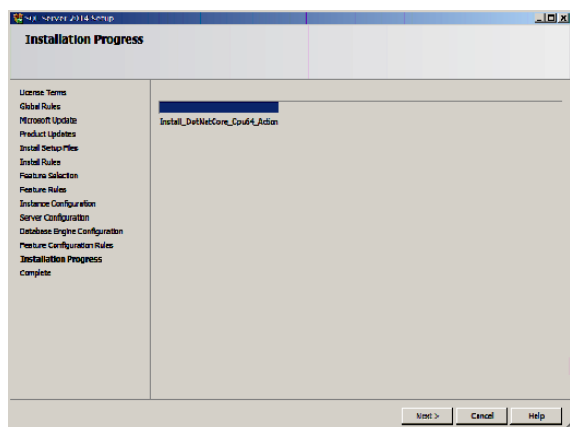 SQL Server 2014 Setup
Installation Progress
License Terms
Global Rules
Microsoft Update
Product Updates
Install Setup Files
Install Rules
Feature Selection
Feature Rules
Instance Configuration
Server Configuration
Database Engine Configuration
Feature Configuration Rules
Installation Progress
Complete
Install_DotNetCore_Cpu64_Action
Next >
Cancel
Help